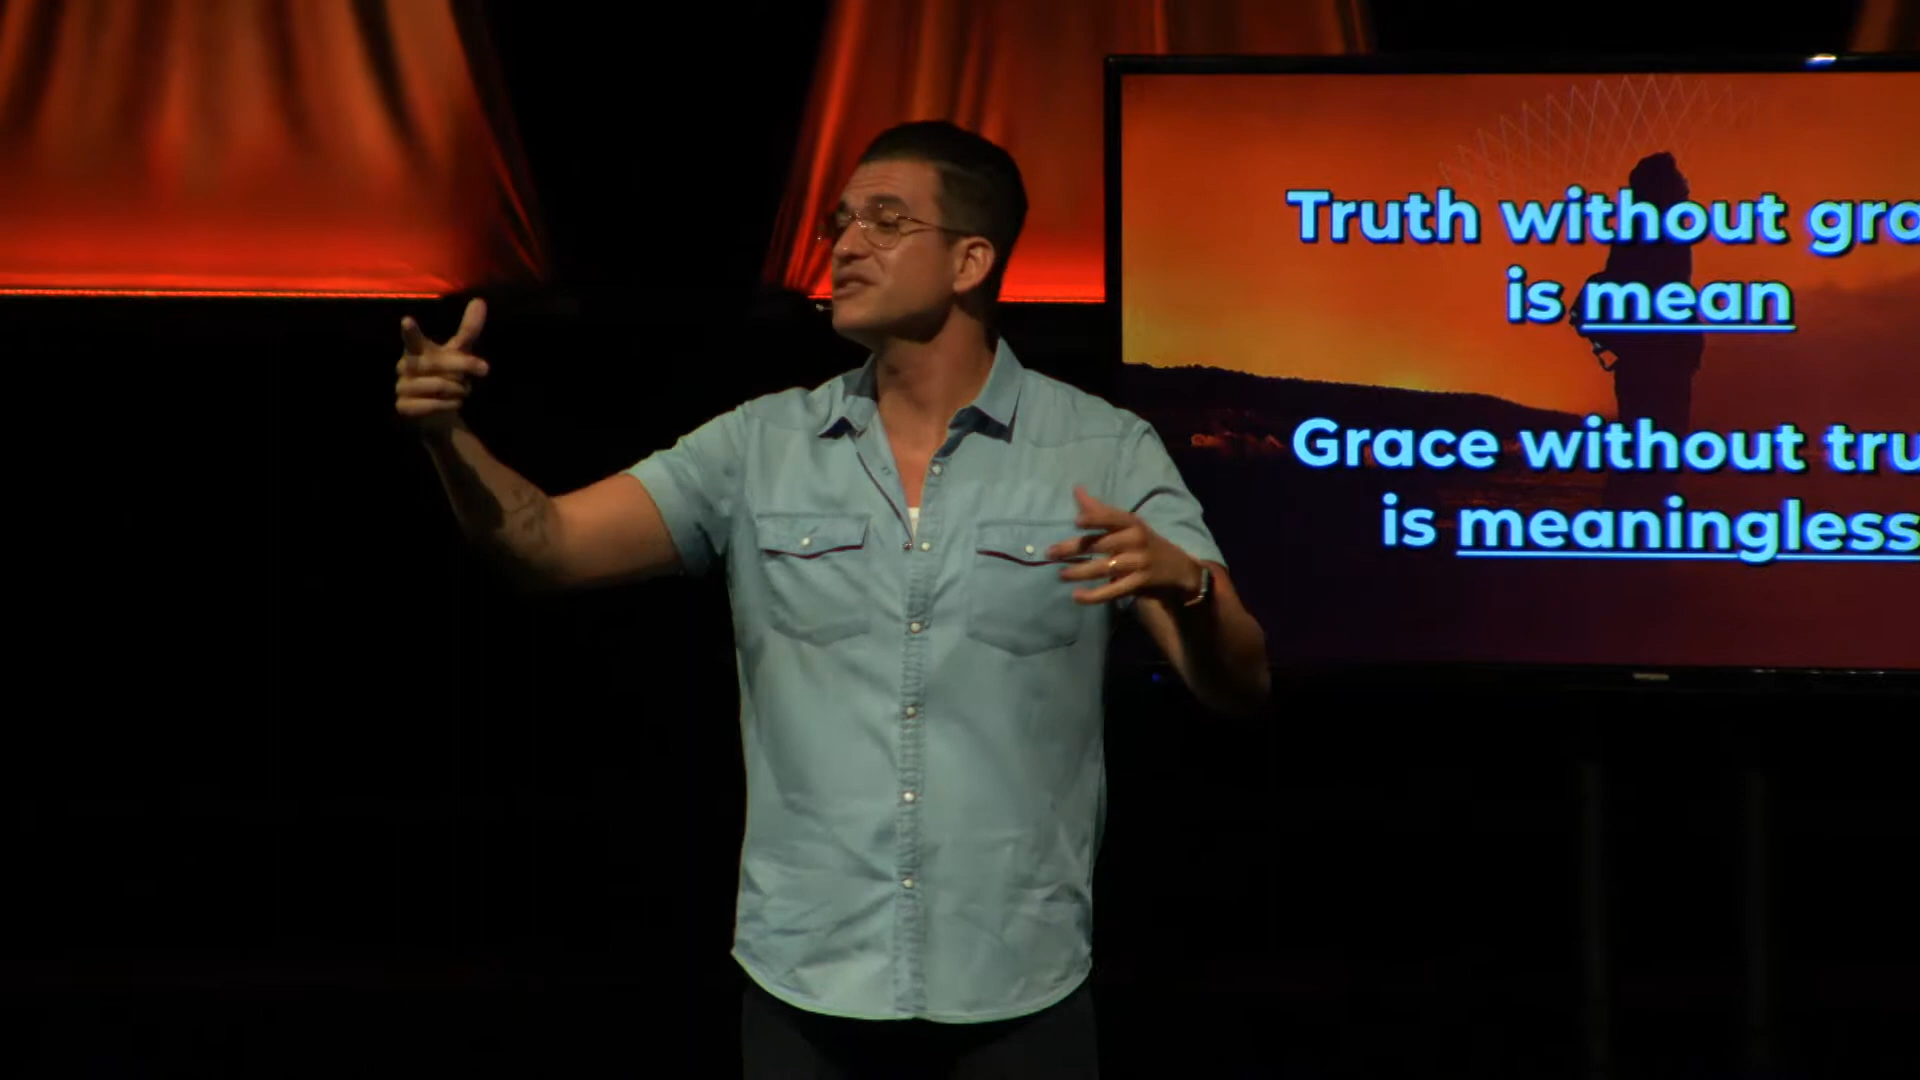 Truth without gra
is mean
Grace without tru
is meaningless